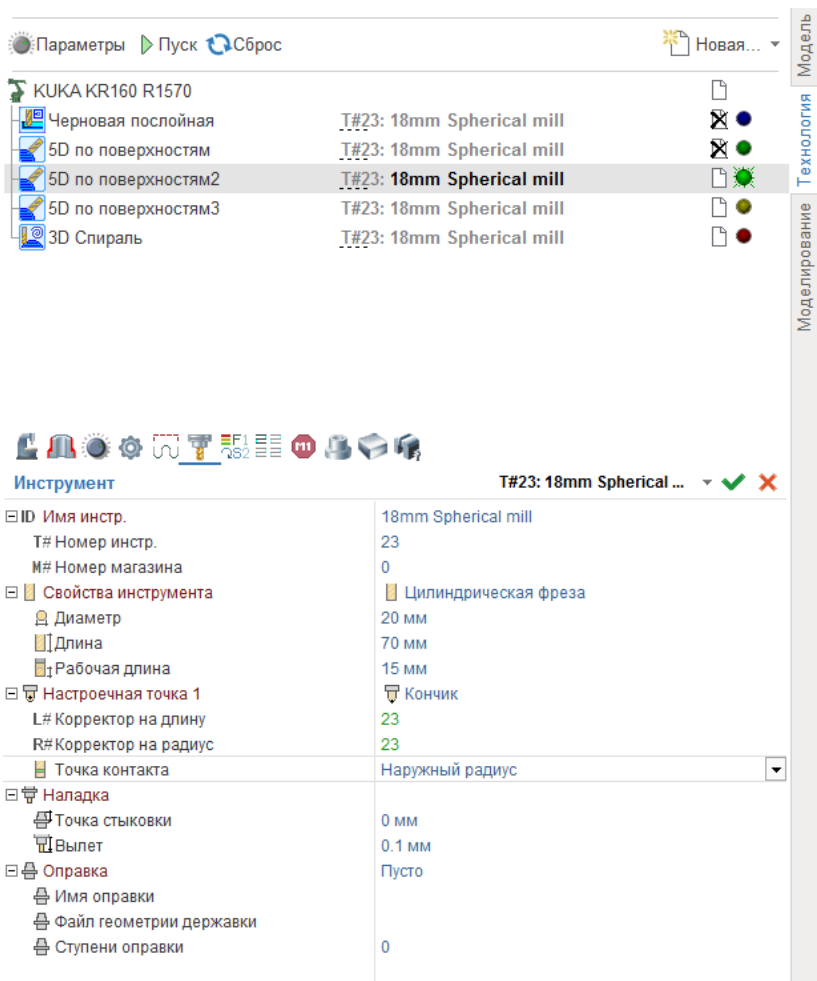 Параметры Пуск Сброс Новая...
KUKA KR160 R1570
Черновая послойная T#23: 18mm Spherical mill
5D по поверхностям T#23: 18mm Spherical mill
5D по поверхностям2 T#23: 18mm Spherical mill
5D по поверхностям3 T#23: 18mm Spherical mill
3D Спираль T#23: 18mm Spherical mill
Модель
Технология
Моделирование
F1
S2
M1
Инструмент T#23: 18mm Spherical ...
ID Имя инстр. 18mm Spherical mill
T# Номер инстр. 23
M# Номер магазина 0
Свойства инструмента Цилиндрическая фреза
Диаметр 20 мм
Длина 70 мм
Рабочая длина 15 мм
Настроечная точка 1 Кончик
L# Корректор на длину 23
R# Корректор на радиус 23
Точка контакта Наружный радиус
Наладка
Точка стыковки 0 мм
Вылет 0.1 мм
Оправка Пусто
Имя оправки
Файл геометрии державки
Ступени оправки 0